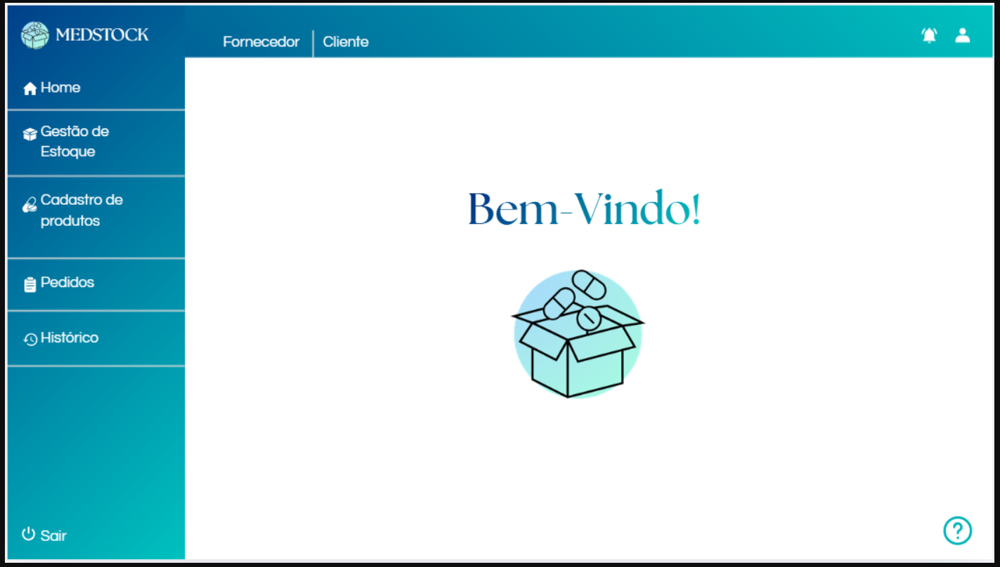 MEDSTOCK
Fornecedor
Cliente
Home
Gestão de
Estoque
Cadastro de
produtos
Pedidos
Histórico
Sair
Bem-Vindo!
?